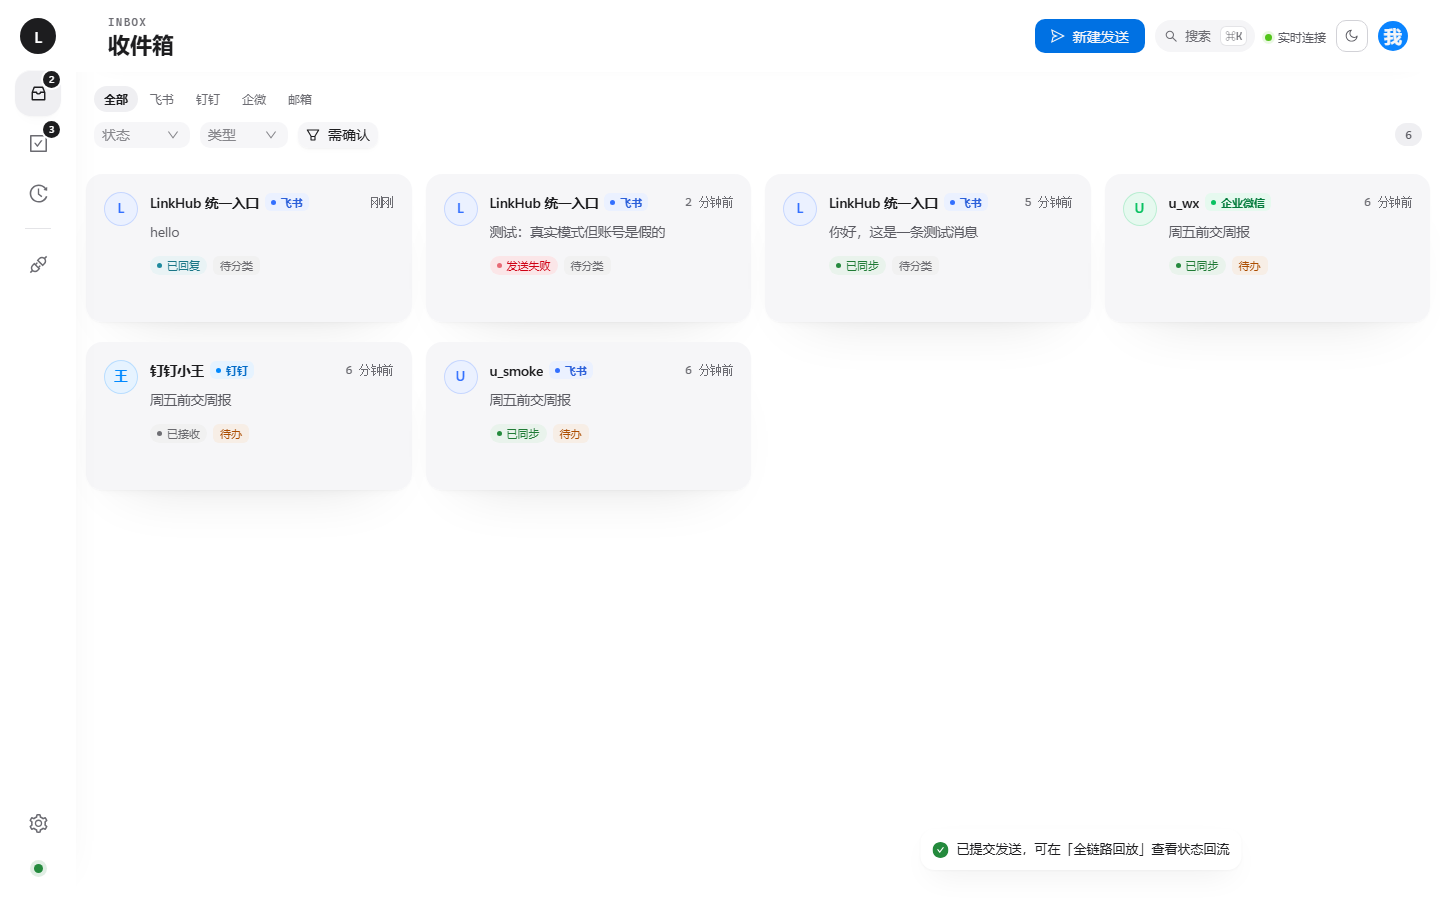 L
INBOX
收件箱
新建发送
搜索 ⌘K
实时连接
我
2
3
全部 飞书 钉钉 企微 邮箱
状态 类型 需确认
6
L LinkHub 统一入口 飞书 刚刚
hello
已回复 待分类
L LinkHub 统一入口 飞书 2 分钟前
测试：真实模式但账号是假的
发送失败 待分类
L LinkHub 统一入口 飞书 5 分钟前
你好，这是一条测试消息
已同步 待分类
U u_wx 企业微信 6 分钟前
周五前交周报
已同步 待办
王 钉钉小王 钉钉 6 分钟前
周五前交周报
已接收 待办
U u_smoke 飞书 6 分钟前
周五前交周报
已同步 待办
已提交发送，可在「全链路回放」查看状态回流